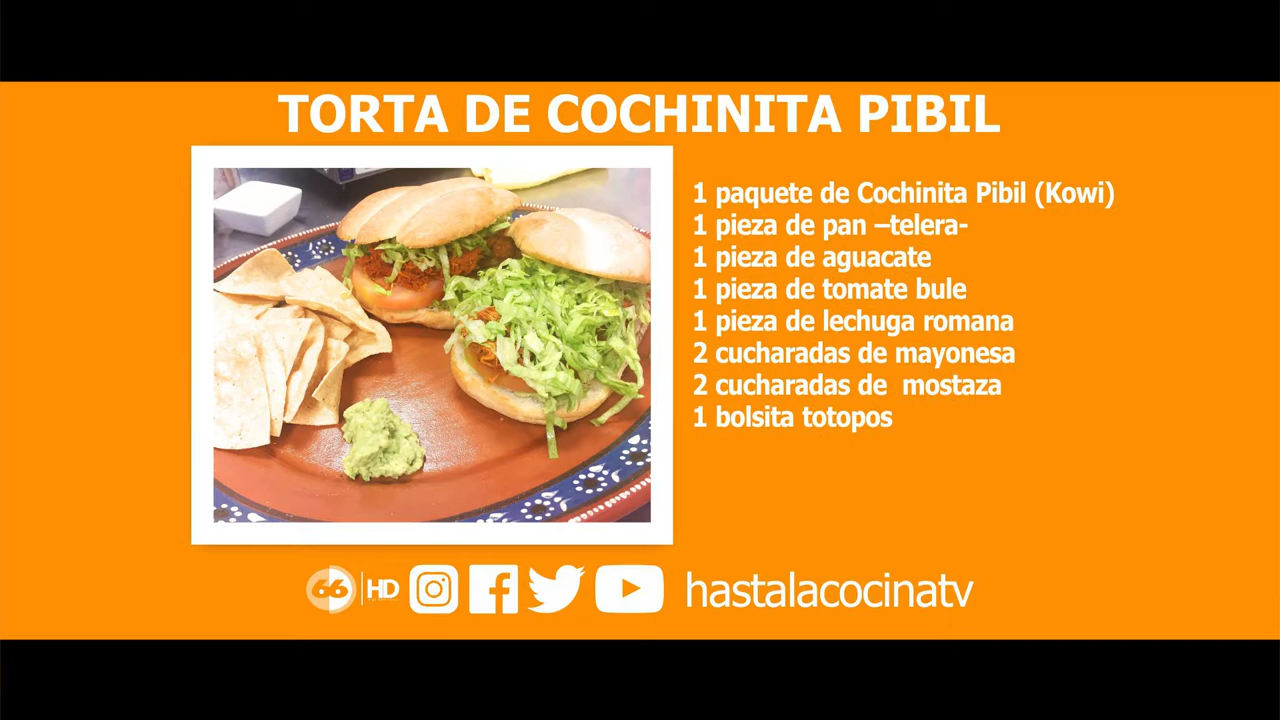 TORTA DE COCHINITA PIBIL
1 paquete de Cochinita Pibil (Kowi)
1 pieza de pan –telera-
1 pieza de aguacate
1 pieza de tomate bule
1 pieza de lechuga romana
2 cucharadas de mayonesa
2 cucharadas de  mostaza
1 bolsita totopos
66 HD
hastalacocinatv